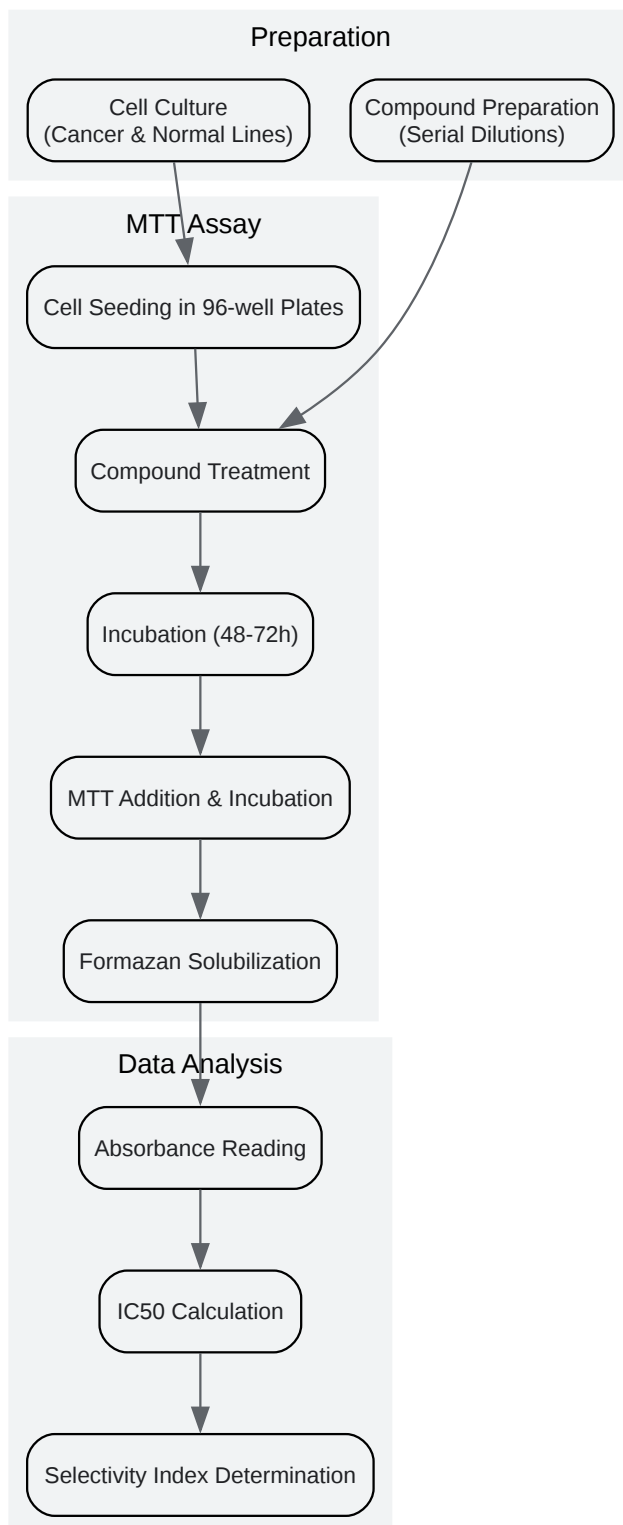 Preparation
Cell Culture
(Cancer & Normal Lines)
Compound Preparation
(Serial Dilutions)
MTT Assay
Cell Seeding in 96-well Plates
Compound Treatment
Incubation (48-72h)
MTT Addition & Incubation
Formazan Solubilization
Data Analysis
Absorbance Reading
IC50 Calculation
Selectivity Index Determination